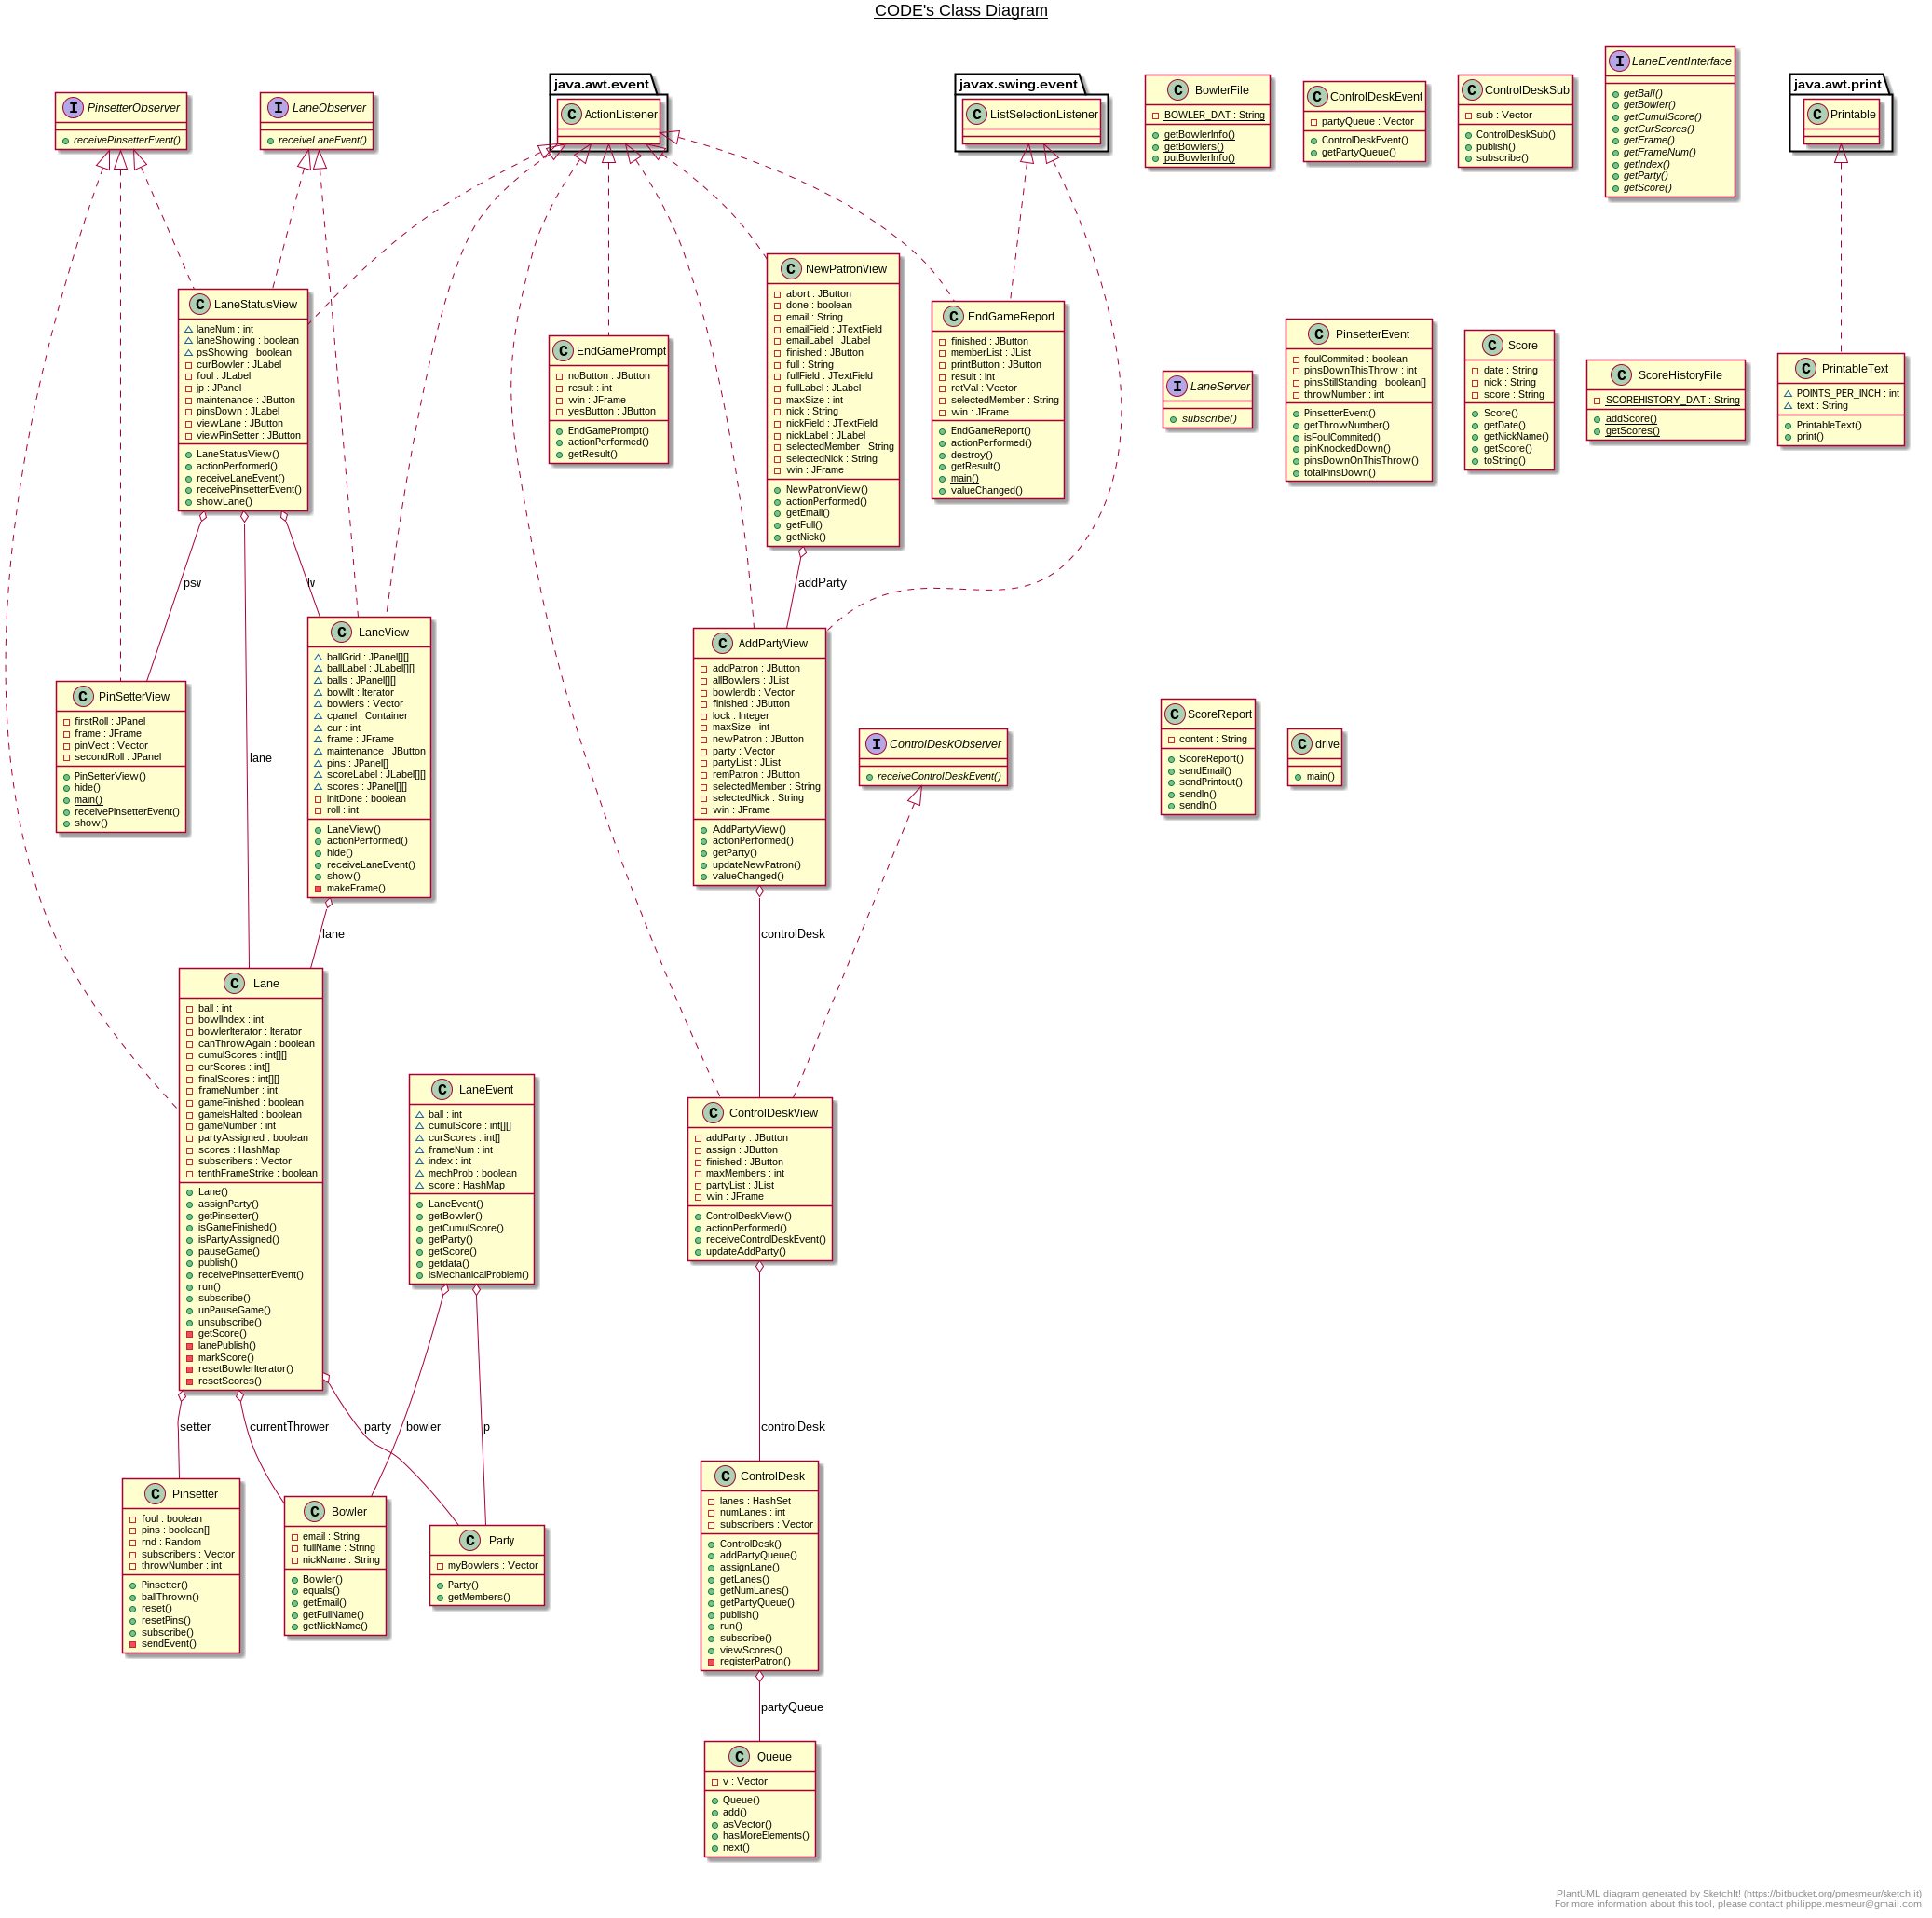 CODE's Class Diagram
PinsetterObserver
receivePinsetterEvent()
LaneObserver
receiveLaneEvent()
java.awt.event
ActionListener
javax.swing.event
ListSelectionListener
BowlerFile
BOWLER_DAT : String
getBowlerInfo()
getBowlers()
putBowlerInfo()
ControlDeskEvent
partyQueue : Vector
ControlDeskEvent()
getPartyQueue()
ControlDeskSub
sub : Vector
ControlDeskSub()
publish()
subscribe()
LaneEventInterface
getBall()
getBowler()
getCumulScore()
getCurScores()
getFrame()
getFrameNum()
getIndex()
getParty()
getScore()
java.awt.print
Printable
LaneStatusView
laneNum : int
laneShowing : boolean
psShowing : boolean
curBowler : JLabel
foul : JLabel
jp : JPanel
maintenance : JButton
pinsDown : JLabel
viewLane : JButton
viewPinSetter : JButton
LaneStatusView()
actionPerformed()
receiveLaneEvent()
receivePinsetterEvent()
showLane()
EndGamePrompt
noButton : JButton
result : int
win : JFrame
yesButton : JButton
EndGamePrompt()
actionPerformed()
getResult()
NewPatronView
abort : JButton
done : boolean
email : String
emailField : JTextField
emailLabel : JLabel
finished : JButton
full : String
fullField : JTextField
fullLabel : JLabel
maxSize : int
nick : String
nickField : JTextField
nickLabel : JLabel
selectedMember : String
selectedNick : String
win : JFrame
NewPatronView()
actionPerformed()
getEmail()
getFull()
getNick()
EndGameReport
finished : JButton
memberList : JList
printButton : JButton
result : int
retVal : Vector
selectedMember : String
win : JFrame
EndGameReport()
actionPerformed()
destroy()
getResult()
main()
valueChanged()
LaneServer
subscribe()
PinsetterEvent
foulCommited : boolean
pinsDownThisThrow : int
pinsStillStanding : boolean[]
throwNumber : int
PinsetterEvent()
getThrowNumber()
isFoulCommited()
pinKnockedDown()
pinsDownOnThisThrow()
totalPinsDown()
Score
date : String
nick : String
score : String
Score()
getDate()
getNickName()
getScore()
toString()
ScoreHistoryFile
SCOREHISTORY_DAT : String
addScore()
getScores()
PrintableText
POINTS_PER_INCH : int
text : String
PrintableText()
print()
psv
lv
addParty
PinSetterView
firstRoll : JPanel
frame : JFrame
pinVect : Vector
secondRoll : JPanel
PinSetterView()
hide()
main()
receivePinsetterEvent()
show()
lane
LaneView
ballGrid : JPanel[][]
ballLabel : JLabel[][]
balls : JPanel[][]
bowlIt : Iterator
bowlers : Vector
cpanel : Container
cur : int
frame : JFrame
maintenance : JButton
pins : JPanel[]
scoreLabel : JLabel[][]
scores : JPanel[][]
initDone : boolean
roll : int
LaneView()
actionPerformed()
hide()
receiveLaneEvent()
show()
makeFrame()
AddPartyView
addPatron : JButton
allBowlers : JList
bowlerdb : Vector
finished : JButton
lock : Integer
maxSize : int
newPatron : JButton
party : Vector
partyList : JList
remPatron : JButton
selectedMember : String
selectedNick : String
win : JFrame
AddPartyView()
actionPerformed()
getParty()
updateNewPatron()
valueChanged()
ControlDeskObserver
receiveControlDeskEvent()
ScoreReport
content : String
ScoreReport()
sendEmail()
sendPrintout()
sendln()
sendln()
drive
main()
lane
controlDesk
Lane
ball : int
bowlIndex : int
bowlerIterator : Iterator
canThrowAgain : boolean
cumulScores : int[][]
curScores : int[]
finalScores : int[][]
frameNumber : int
gameFinished : boolean
gameIsHalted : boolean
gameNumber : int
partyAssigned : boolean
scores : HashMap
subscribers : Vector
tenthFrameStrike : boolean
Lane()
assignParty()
getPinsetter()
isGameFinished()
isPartyAssigned()
pauseGame()
publish()
receivePinsetterEvent()
run()
subscribe()
unPauseGame()
unsubscribe()
getScore()
lanePublish()
markScore()
resetBowlerIterator()
resetScores()
LaneEvent
ball : int
cumulScore : int[][]
curScores : int[]
frameNum : int
index : int
mechProb : boolean
score : HashMap
LaneEvent()
getBowler()
getCumulScore()
getParty()
getScore()
getdata()
isMechanicalProblem()
ControlDeskView
addParty : JButton
assign : JButton
finished : JButton
maxMembers : int
partyList : JList
win : JFrame
ControlDeskView()
actionPerformed()
receiveControlDeskEvent()
updateAddParty()
setter
currentThrower
party
bowler
p
controlDesk
Pinsetter
foul : boolean
pins : boolean[]
rnd : Random
subscribers : Vector
throwNumber : int
Pinsetter()
ballThrown()
reset()
resetPins()
subscribe()
sendEvent()
Bowler
email : String
fullName : String
nickName : String
Bowler()
equals()
getEmail()
getFullName()
getNickName()
Party
myBowlers : Vector
Party()
getMembers()
ControlDesk
lanes : HashSet
numLanes : int
subscribers : Vector
ControlDesk()
addPartyQueue()
assignLane()
getLanes()
getNumLanes()
getPartyQueue()
publish()
run()
subscribe()
viewScores()
registerPatron()
partyQueue
Queue
v : Vector
Queue()
add()
asVector()
hasMoreElements()
next()
PlantUML diagram generated by SketchIt! (https://bitbucket.org/pmesmeur/sketch.it)
For more information about this tool, please contact philippe.mesmeur@gmail.com